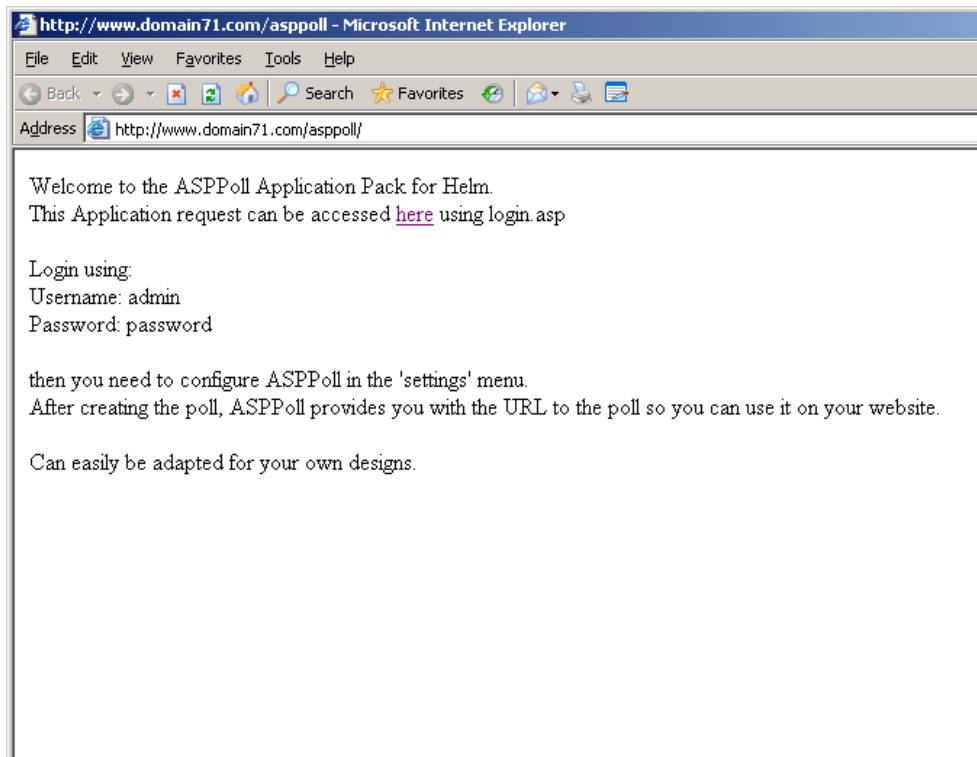 http://www.domain71.com/asppoll - Microsoft Internet Explorer
File Edit View Favorites Tools Help
Back Search Favorites
Address http://www.domain71.com/asppoll/
Welcome to the ASPPoll Application Pack for Helm.
This Application request can be accessed here using login.asp
Login using:
Username: admin
Password: password
then you need to configure ASPPoll in the 'settings' menu.
After creating the poll, ASPPoll provides you with the URL to the poll so you can use it on your website.
Can easily be adapted for your own designs.